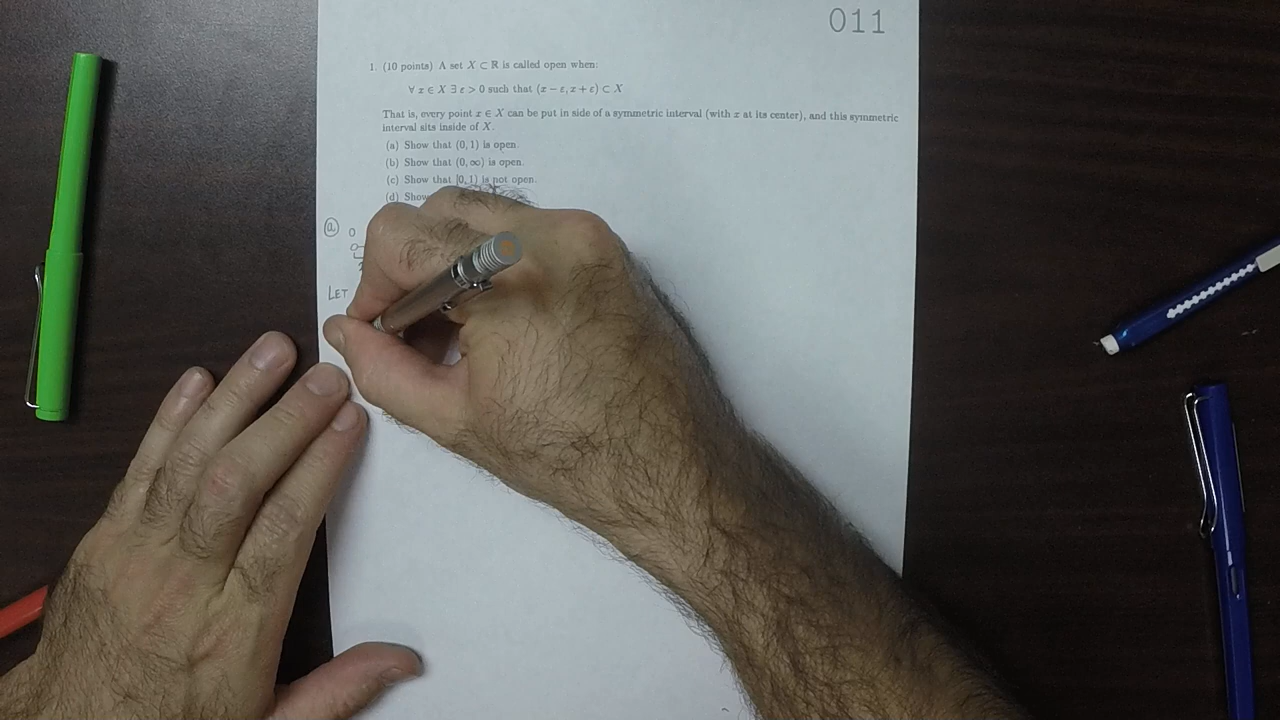 011
1. (10 points) A set X ⊂ ℝ is called open when:
∀ x ∈ X ∃ ε > 0 such that (x − ε, x + ε) ⊂ X
That is, every point x ∈ X can be put in side of a symmetric interval (with x at its center), and this symmetric
interval sits inside of X.
(a) Show that (0, 1) is open.
(b) Show that (0, ∞) is open.
(c) Show that [0, 1) is not open.
(d) Show
(a) 0
LET